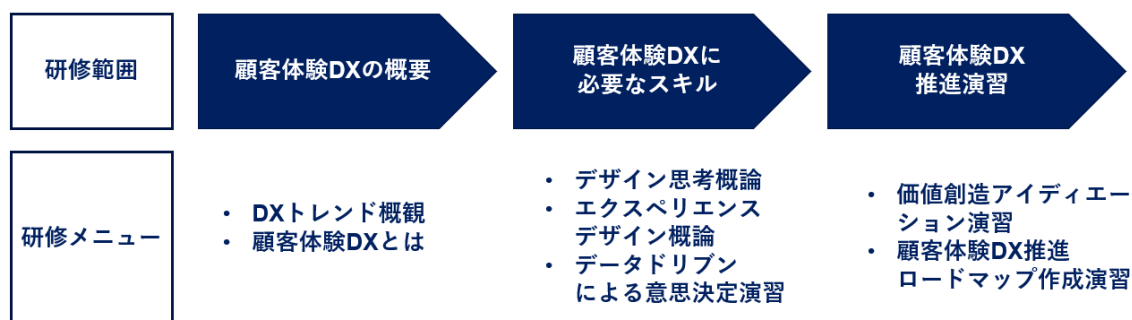 研修範囲
顧客体験DXの概要
顧客体験DXに
必要なスキル
顧客体験DX
推進演習
研修メニュー
• DXトレンド概観
• 顧客体験DXとは
• デザイン思考概論
• エクスペリエンス
デザイン概論
• データドリブン
による意思決定演習
• 価値創造アイディエー
ション演習
• 顧客体験DX推進
ロードマップ作成演習